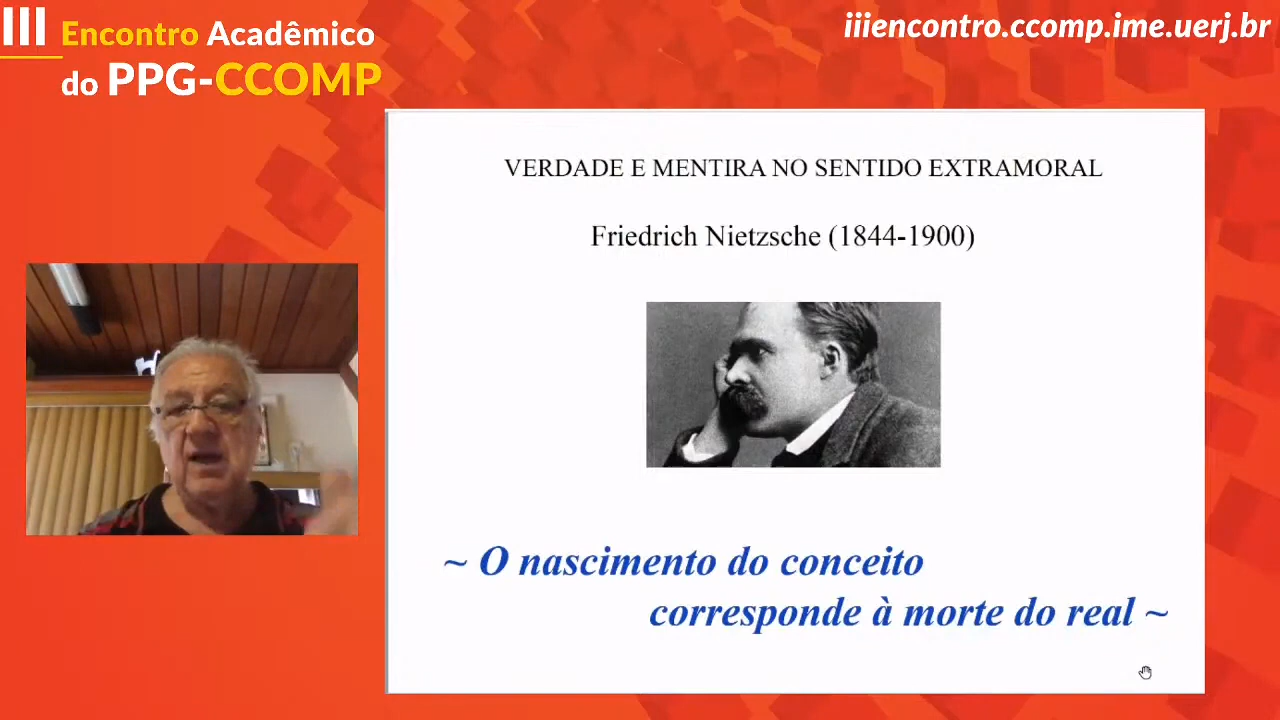 III Encontro Acadêmico
do PPG-CCOMP
iiiencontro.ccomp.ime.uerj.br
VERDADE E MENTIRA NO SENTIDO EXTRAMORAL
Friedrich Nietzsche (1844-1900)
~ O nascimento do conceito
corresponde à morte do real ~